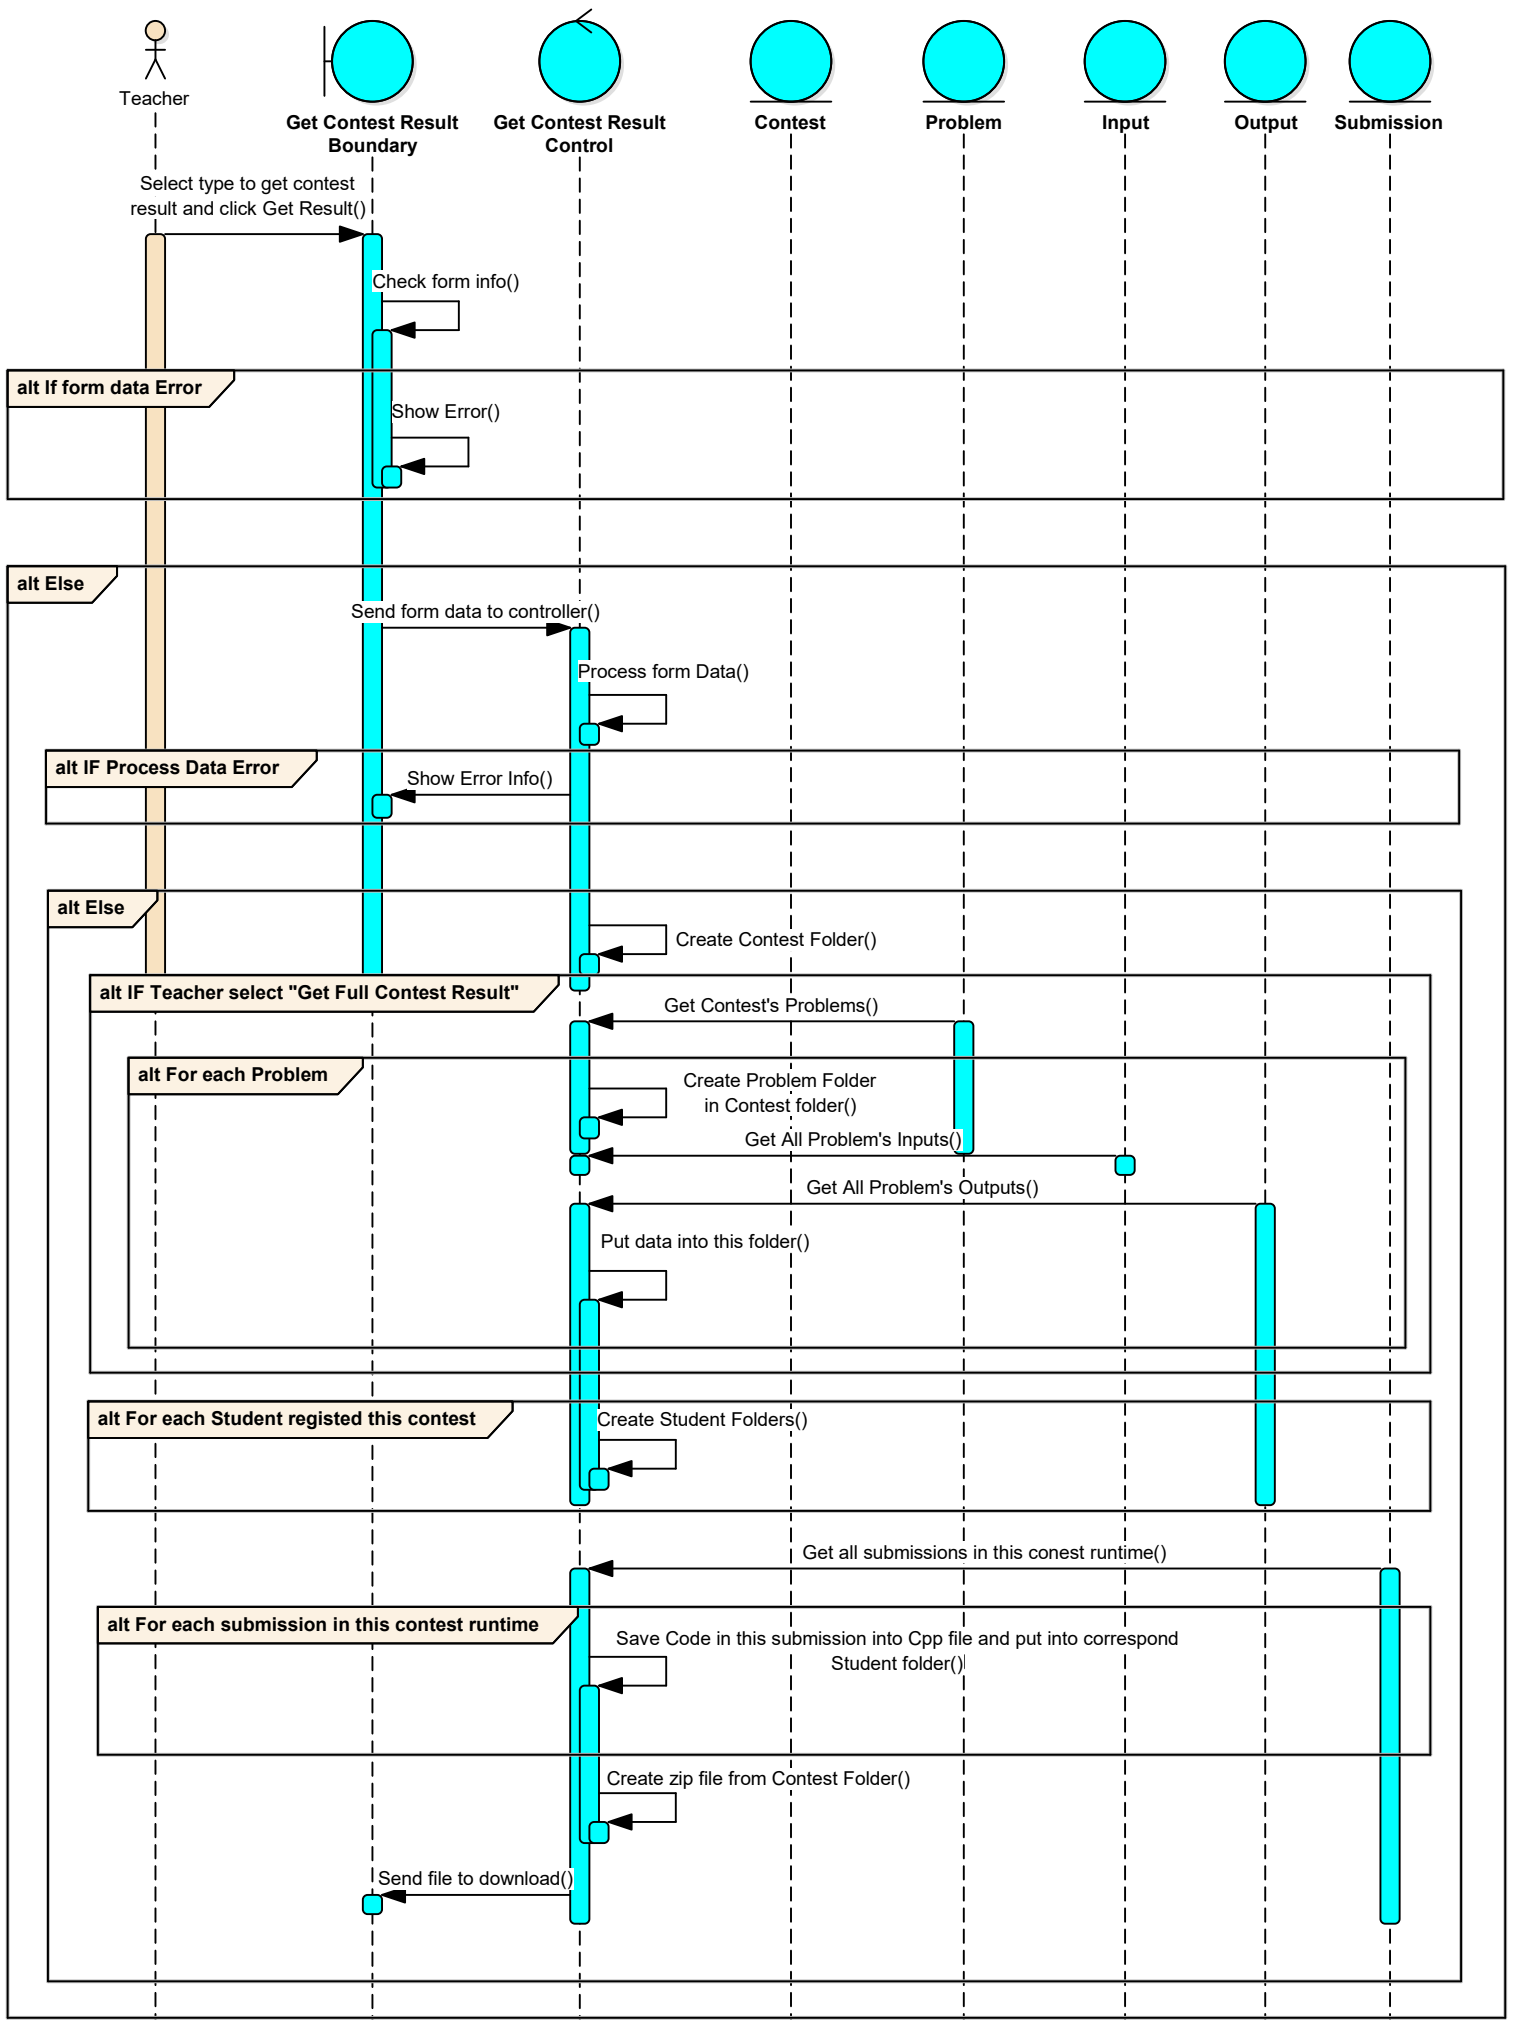 Teacher
Get Contest Result
Boundary
Get Contest Result
Control
Contest
Problem
Input
Output
Submission
Select type to get contest
result and click Get Result()
Check form info()
alt If form data Error
Show Error()
alt Else
Send form data to controller()
Process form Data()
alt IF Process Data Error
Show Error Info()
alt Else
Create Contest Folder()
alt IF Teacher select "Get Full Contest Result"
Get Contest's Problems()
alt For each Problem
Create Problem Folder
in Contest folder()
Get All Problem's Inputs()
Get All Problem's Outputs()
Put data into this folder()
alt For each Student registed this contest
Create Student Folders()
Get all submissions in this conest runtime()
alt For each submission in this contest runtime
Save Code in this submission into Cpp file and put into correspond
Student folder()
Create zip file from Contest Folder()
Send file to download()